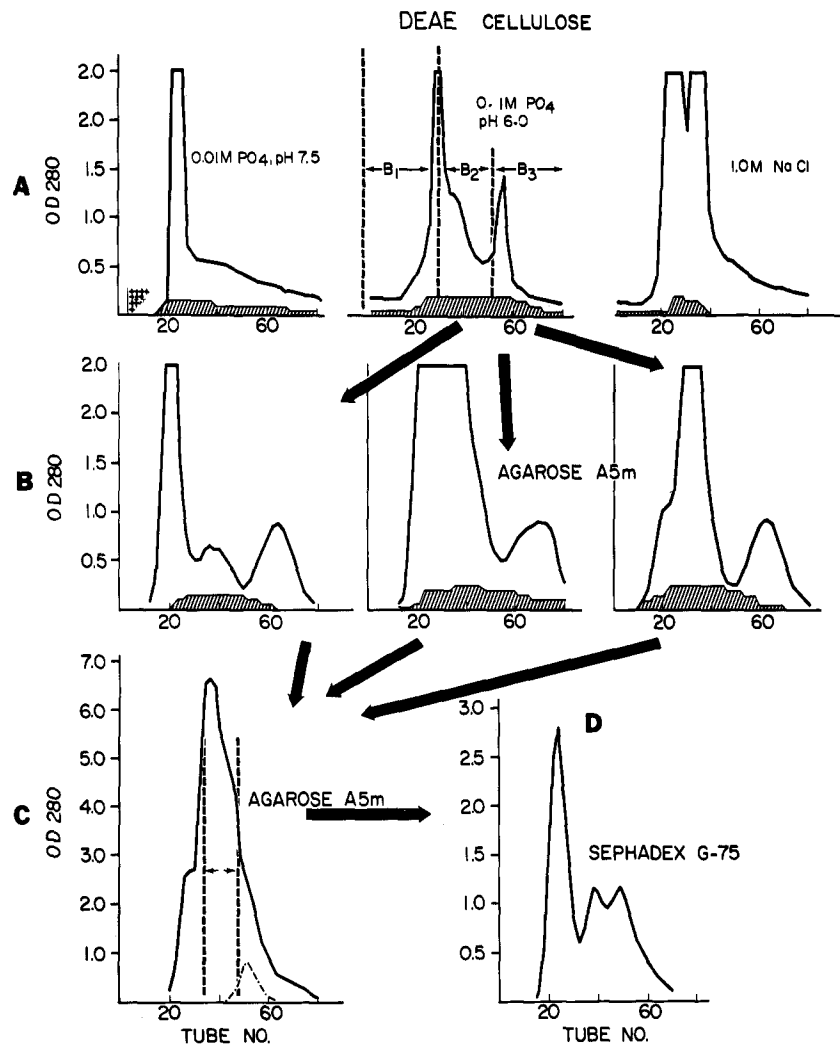 DEAE CELLULOSE
A
OD 280
2.0
2.0
1.5
1.0
0.5
0.01M PO4, pH 7.5
20 60
0.1M PO4
pH 6.0
B1 B2 B3
20 60
1.0M NaCl
20 60
B
OD 280
2.0
2.0
1.5
1.0
0.5
20 60
AGAROSE A5m
20 60
20 60
C
OD 280
7.0
6.0
5.0
4.0
3.0
2.0
1.0
AGAROSE A5m
20 60
TUBE NO.
D
3.0
2.5
2.0
1.5
1.0
0.5
SEPHADEX G-75
20 60
TUBE NO.